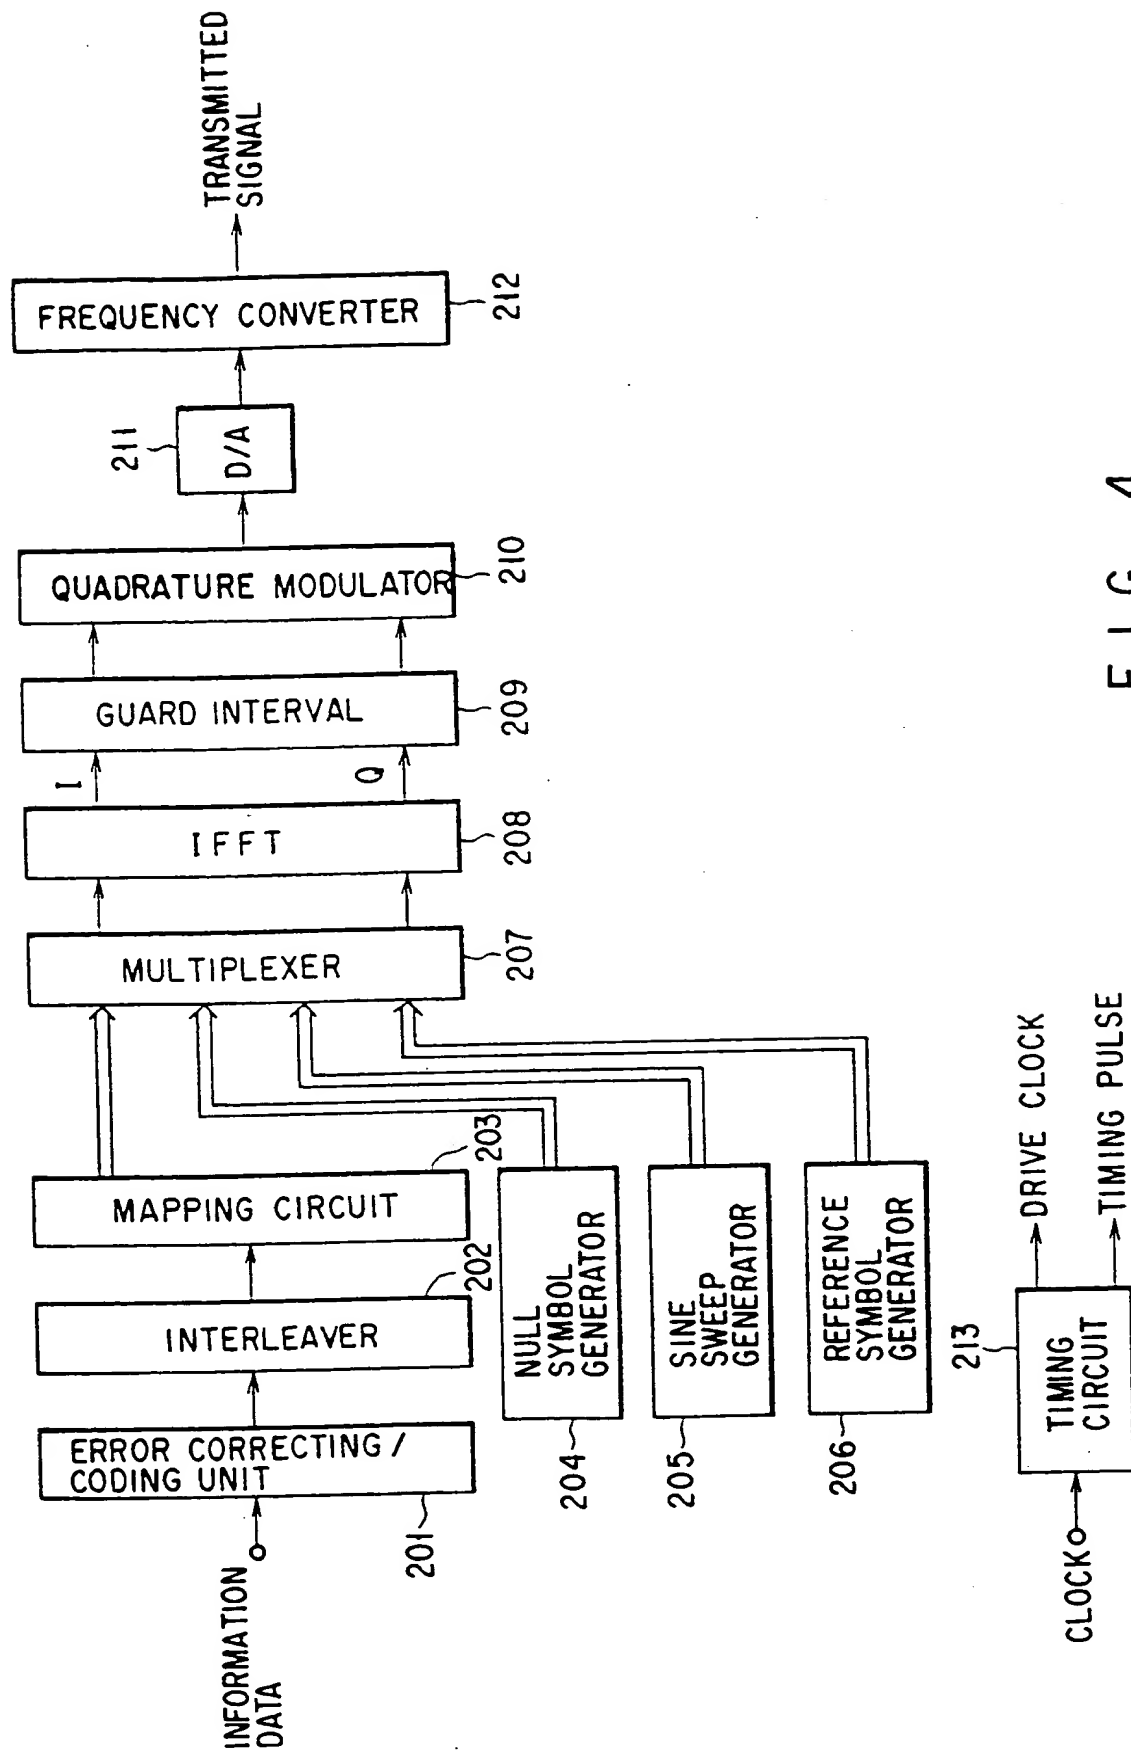 INFORMATION
DATA
ERROR CORRECTING /
CODING UNIT
201
INTERLEAVER
202
MAPPING CIRCUIT
203
NULL
SYMBOL
GENERATOR
204
SINE
SWEEP
GENERATOR
205
REFERENCE
SYMBOL
GENERATOR
206
MULTIPLEXER
207
IFFT
208
I
Q
GUARD INTERVAL
209
QUADRATURE MODULATOR
210
D/A
211
FREQUENCY CONVERTER
212
TRANSMITTED
SIGNAL
CLOCK
TIMING
CIRCUIT
213
DRIVE CLOCK
TIMING PULSE
FIG. 4